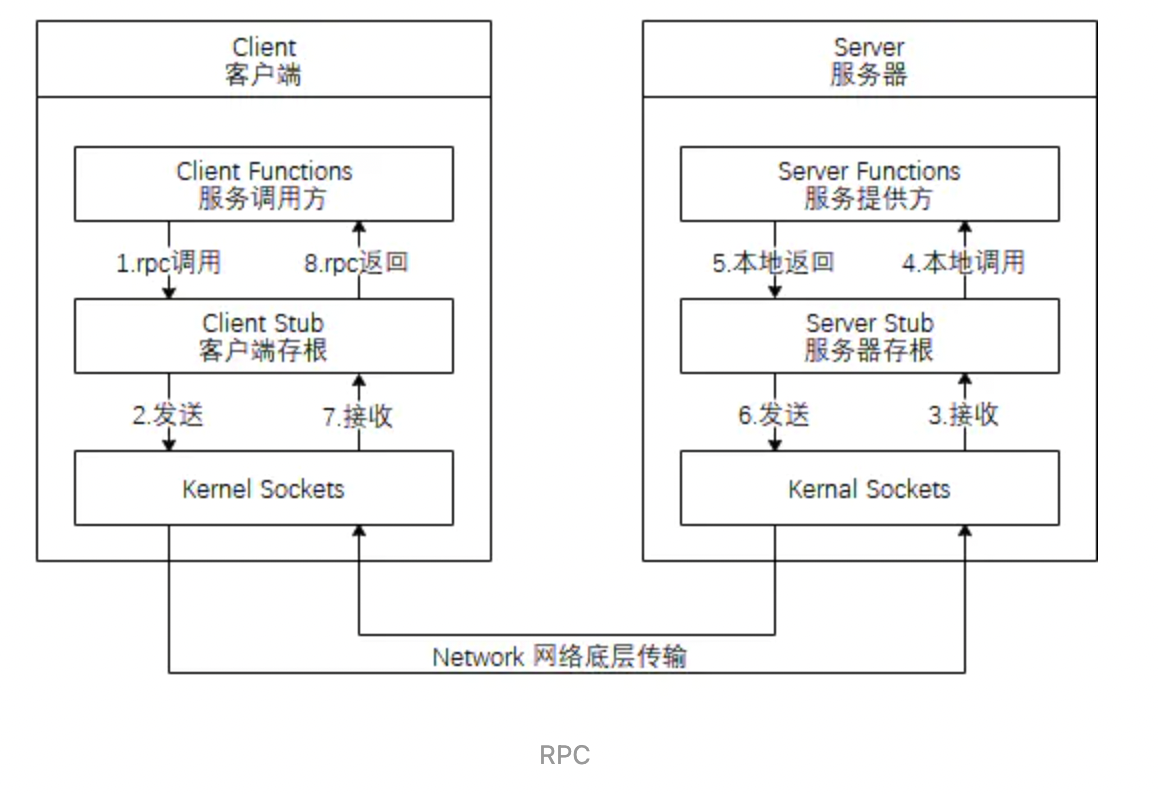 Client
客户端
Server
服务器
Client Functions
服务调用方
Server Functions
服务提供方
1.rpc调用
8.rpc返回
5.本地返回
4.本地调用
Client Stub
客户端存根
Server Stub
服务器存根
2.发送
7.接收
6.发送
3.接收
Kernel Sockets
Kernal Sockets
Network 网络底层传输
RPC